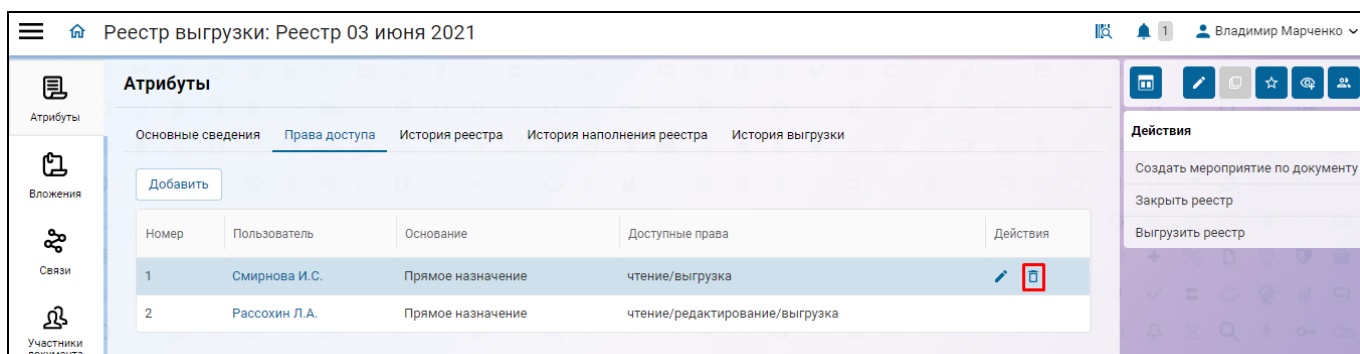 Реестр выгрузки: Реестр 03 июня 2021
1
Владимир Марченко
Атрибуты
Вложения
Связи
Участники
документа
Атрибуты
Основные сведения
Права доступа
История реестра
История наполнения реестра
История выгрузки
Добавить
Номер Пользователь Основание Доступные права Действия
1 Смирнова И.С. Прямое назначение чтение/выгрузка
2 Рассохин Л.А. Прямое назначение чтение/редактирование/выгрузка
Действия
Создать мероприятие по документу
Закрыть реестр
Выгрузить реестр